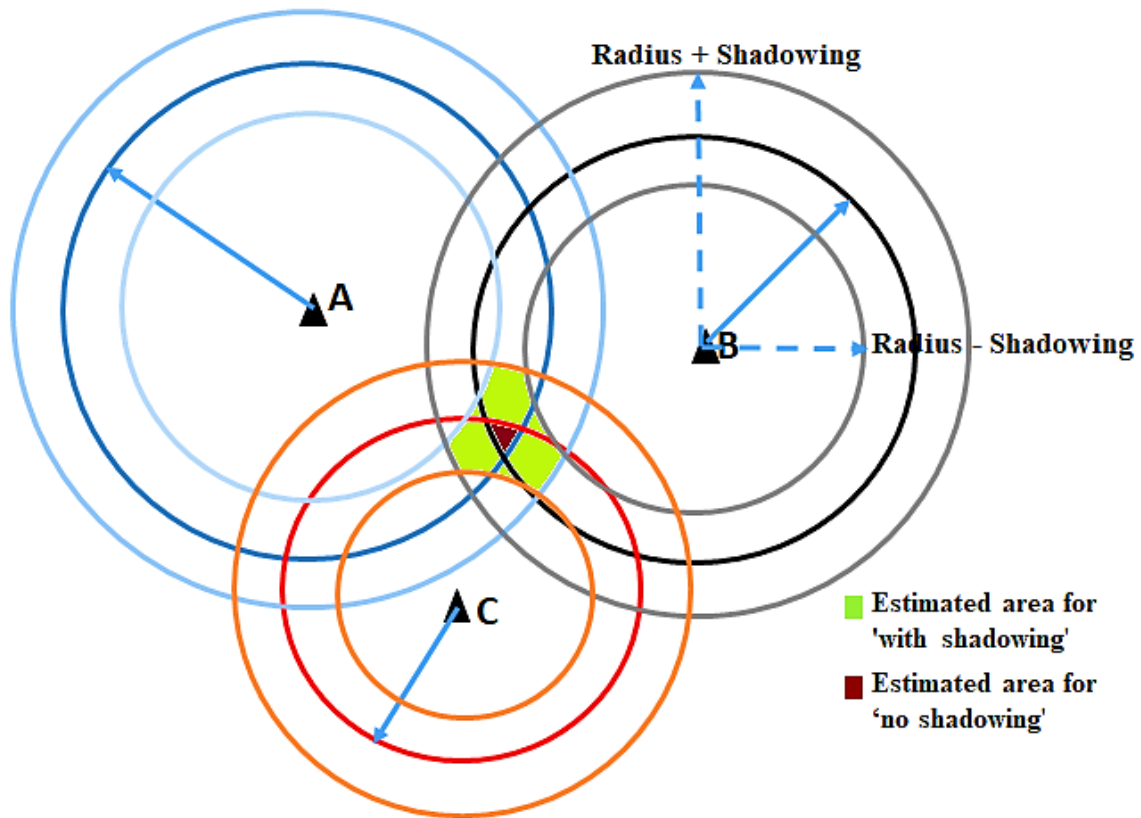 Radius + Shadowing
A
B
Radius - Shadowing
C
Estimated area for
'with shadowing'
Estimated area for
‘no shadowing'